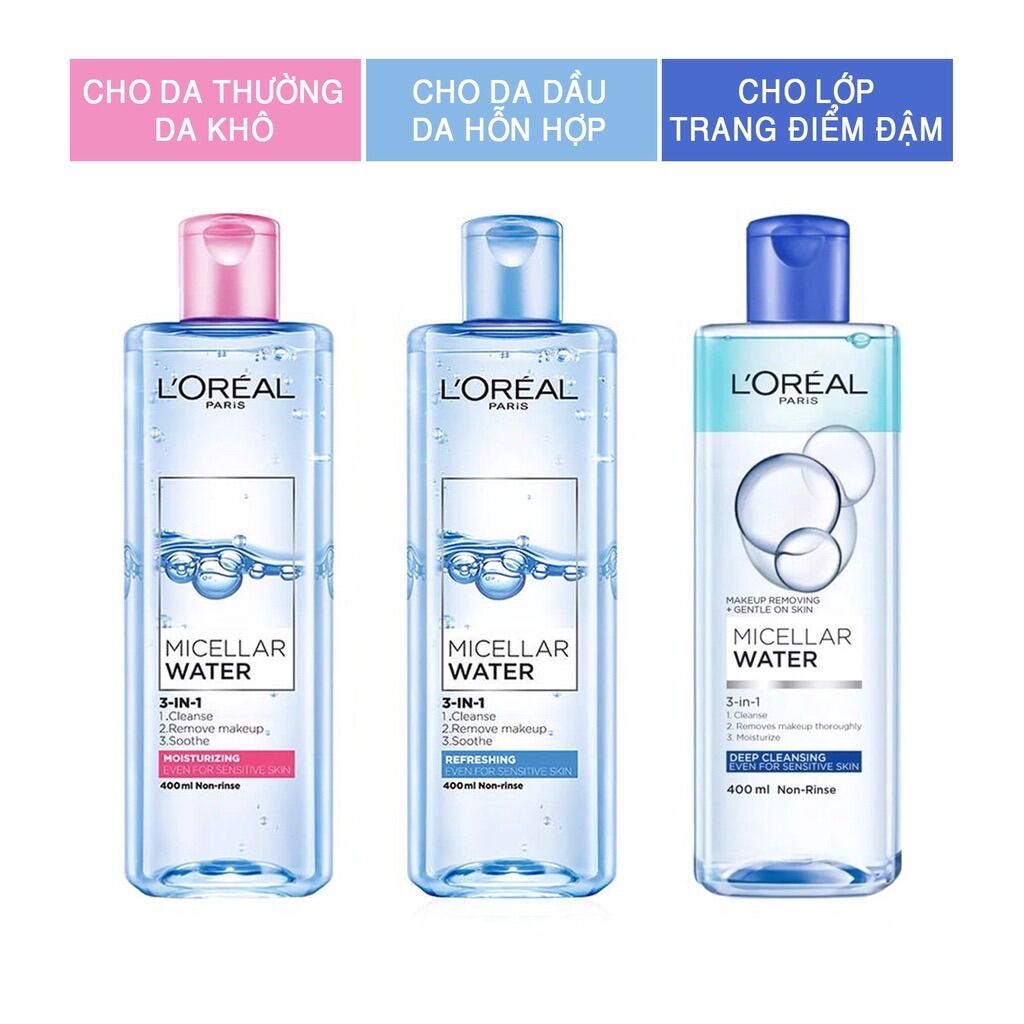 CHO DA THƯỜNG
DA KHÔ
CHO DA DẦU
DA HỖN HỢP
CHO LỚP
TRANG ĐIỂM ĐẬM
L'ORÉAL
PARIS
MICELLAR
WATER
3-IN-1
1.Cleanse
2.Remove makeup
3.Soothe
MOISTURIZING
EVEN FOR SENSITIVE SKIN
400ml Non-rinse
L'ORÉAL
PARIS
MICELLAR
WATER
3-IN-1
1.Cleanse
2.Remove makeup
3.Soothe
REFRESHING
EVEN FOR SENSITIVE SKIN
400ml Non-rinse
L'ORÉAL
PARIS
MAKEUP REMOVING
+ GENTLE ON SKIN
MICELLAR
WATER
3-in-1
1. Cleanse
2. Removes makeup thoroughly
3. Moisturize
DEEP CLEANSING
EVEN FOR SENSITIVE SKIN
400 ml Non-Rinse